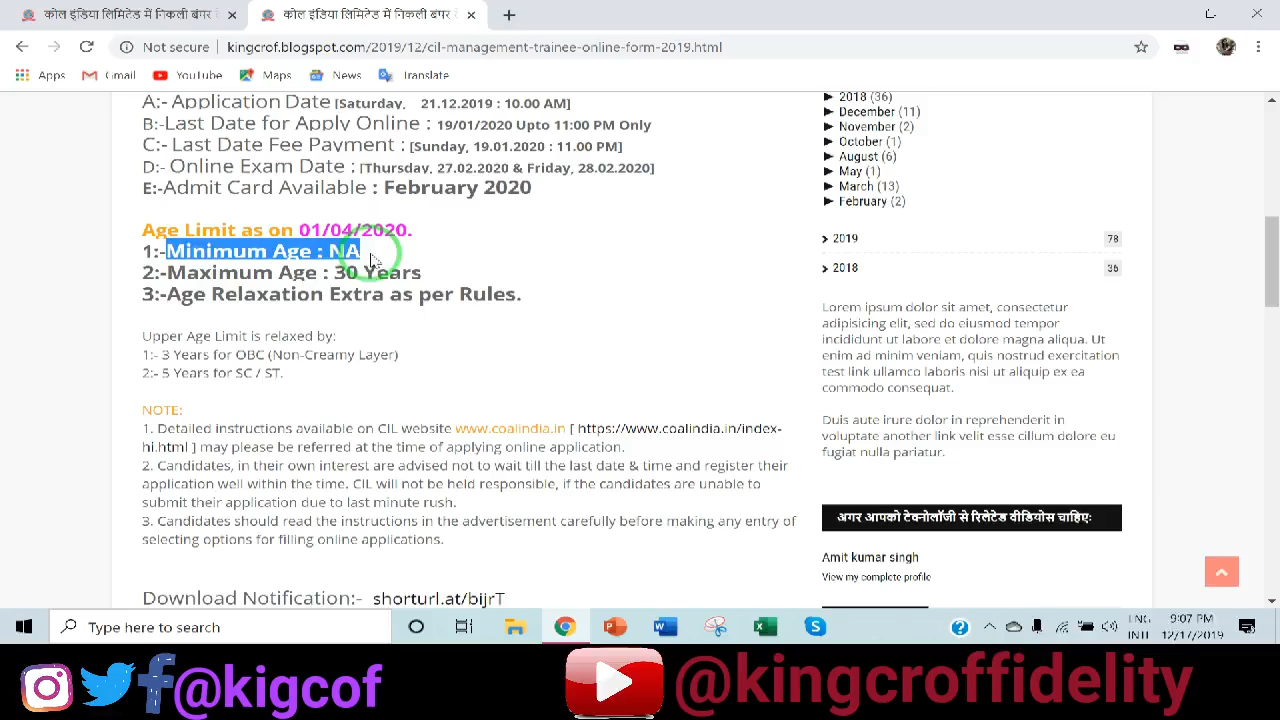 कोल इंडिया लिमिटेड में निकली बंपर
कोल इंडिया लिमिटेड में निकली बंपर
Not secure
kingcrof.blogspot.com/2019/12/cil-management-trainee-online-form-2019.html
Apps Gmail YouTube Maps News Translate
A:- Application Date [Saturday, 21.12.2019 : 10.00 AM]
B:-Last Date for Apply Online : 19/01/2020 Upto 11:00 PM Only
C:- Last Date Fee Payment : [Sunday, 19.01.2020 : 11.00 PM]
D:- Online Exam Date : [Thursday, 27.02.2020 & Friday, 28.02.2020]
E:-Admit Card Available : February 2020
Age Limit as on 01/04/2020.
1:-Minimum Age : NA
2:-Maximum Age : 30 Years
3:-Age Relaxation Extra as per Rules.
Upper Age Limit is relaxed by:
1:- 3 Years for OBC (Non-Creamy Layer)
2:- 5 Years for SC / ST.
NOTE:
1. Detailed instructions available on CIL website www.coalindia.in [ https://www.coalindia.in/index-
hi.html ] may please be referred at the time of applying online application.
2. Candidates, in their own interest are advised not to wait till the last date & time and register their
application well within the time. CIL will not be held responsible, if the candidates are unable to
submit their application due to last minute rush.
3. Candidates should read the instructions in the advertisement carefully before making any entry of
selecting options for filling online applications.
Download Notification:- shorturl.at/bijrT
► 2018 (36)
► December (11)
► November (2)
► October (1)
► August (6)
► May (1)
► March (13)
► February (2)
2019 78
2018 36
Lorem ipsum dolor sit amet, consectetur
adipisicing elit, sed do eiusmod tempor
incididunt ut labore et dolore magna aliqua. Ut
enim ad minim veniam, quis nostrud exercitation
test link ullamco laboris nisi ut aliquip ex ea
commodo consequat.
Duis aute irure dolor in reprehenderit in
voluptate another link velit esse cillum dolore eu
fugiat nulla pariatur.
अगर आपको टेक्नोलॉजी से रिलेटेड वीडियोस चाहिए:
Amit kumar singh
View my complete profile
Type here to search
ENG
INTL
9:07 PM
12/17/2019
@kigcof
@kingcroffidelity